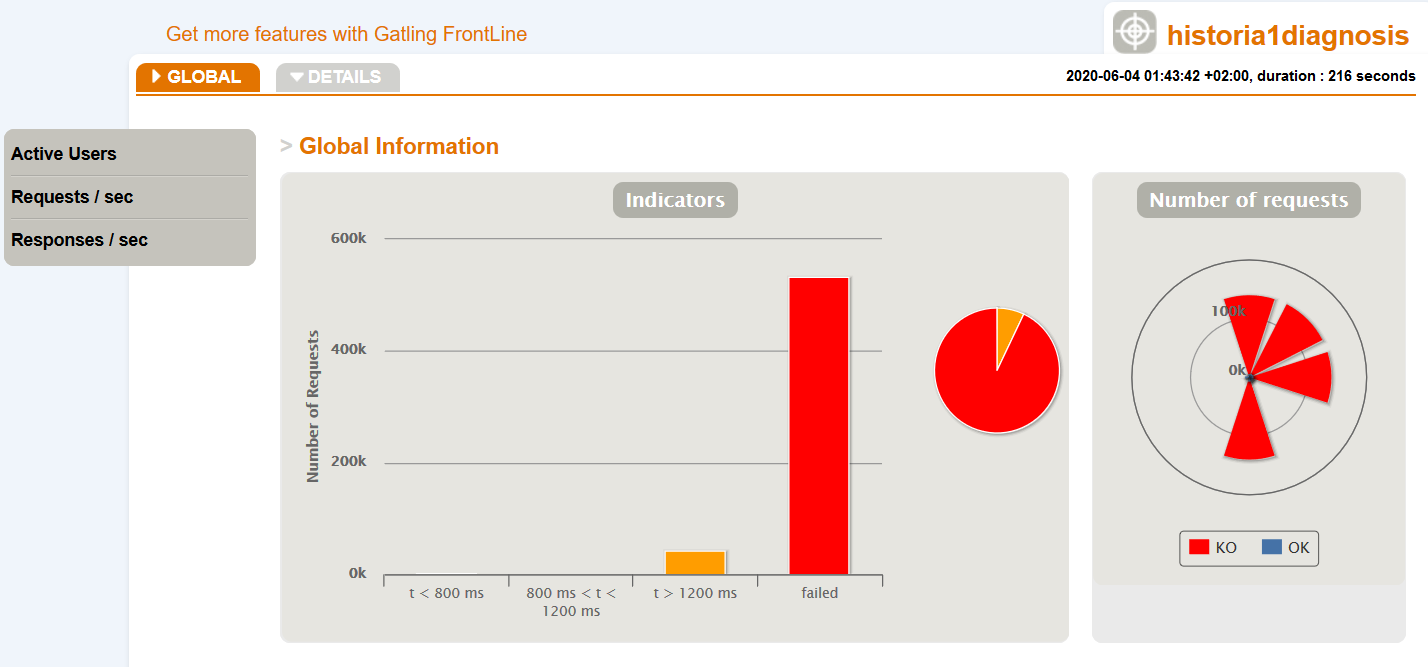 Get more features with Gatling FrontLine
historia1diagnosis
GLOBAL
DETAILS
2020-06-04 01:43:42 +02:00, duration : 216 seconds
Active Users
Requests / sec
Responses / sec
> Global Information
Indicators
Number of Requests
600k
400k
200k
0k
t < 800 ms
800 ms < t <
1200 ms
t > 1200 ms
failed
Number of requests
100k
0k
KO
OK